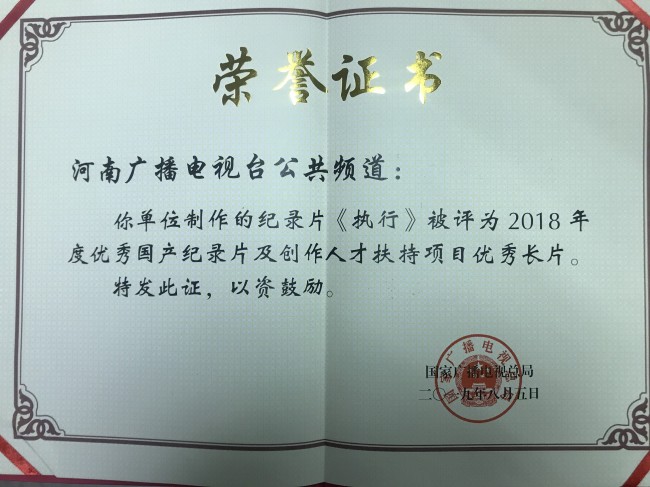 荣誉证书
河南广播电视台公共频道：
你单位制作的纪录片《执行》被评为2018年
度优秀国产纪录片及创作人才扶持项目优秀长片。
特发此证，以资鼓励。
国家广播电视总局
二〇一九年八月五日